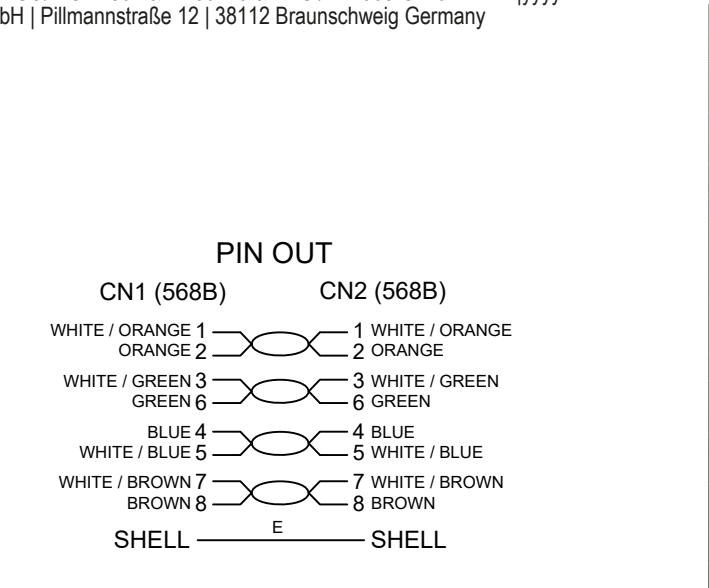 bH | Pillmannstraße 12 | 38112 Braunschweig Germany
PIN OUT
CN1 (568B) CN2 (568B)
WHITE / ORANGE 1 1 WHITE / ORANGE
ORANGE 2 2 ORANGE
WHITE / GREEN 3 3 WHITE / GREEN
GREEN 6 6 GREEN
BLUE 4 4 BLUE
WHITE / BLUE 5 5 WHITE / BLUE
WHITE / BROWN 7 7 WHITE / BROWN
BROWN 8 8 BROWN
E
SHELL SHELL